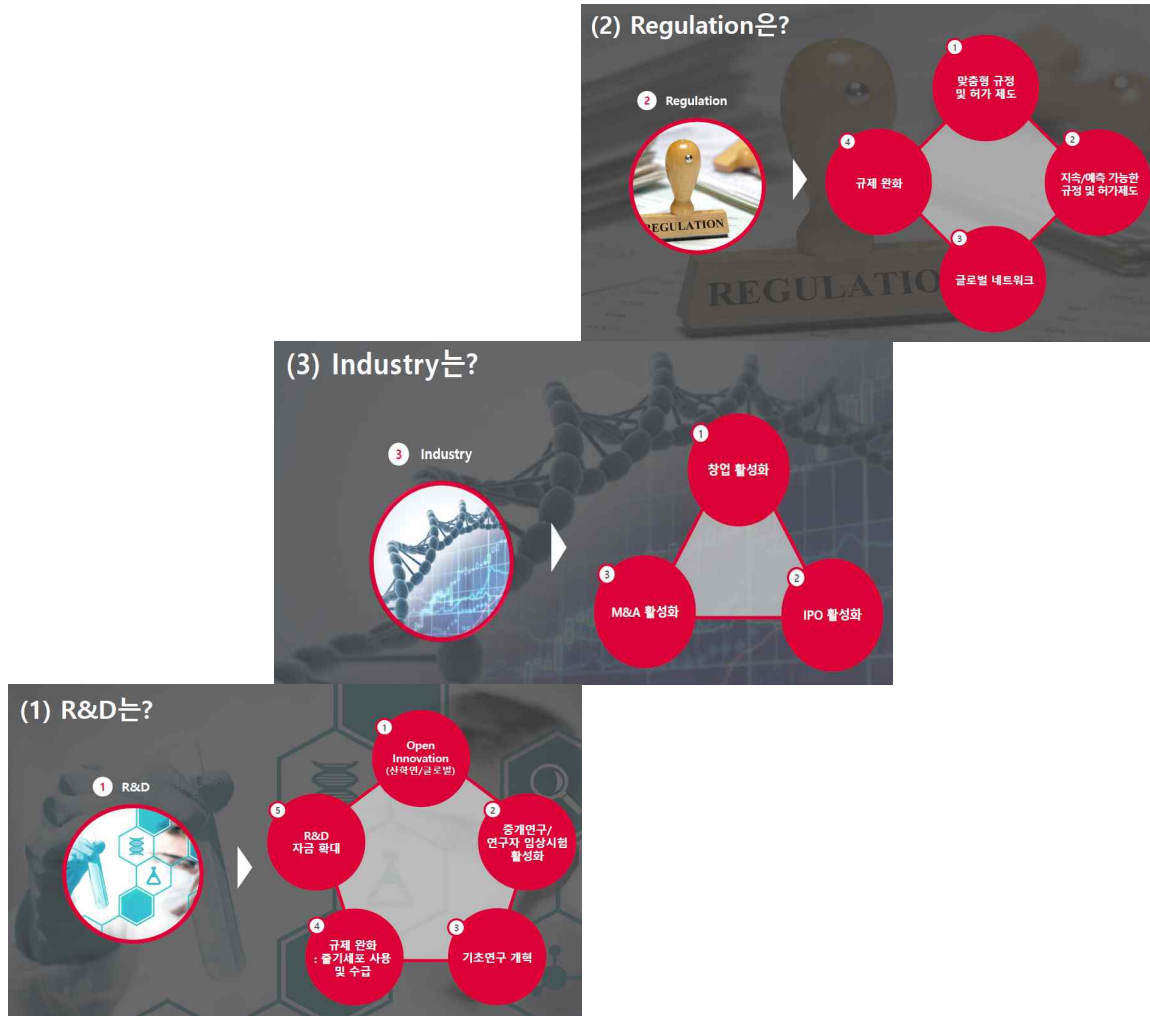 (2) Regulation은?
2 Regulation
REGULATION
REGULATION
1
맞춤형 규정
및 허가 제도
2
지속/예측 가능한
규정 및 허가제도
3
글로벌 네트워크
4
규제 완화
(3) Industry는?
3 Industry
1
창업 활성화
2
IPO 활성화
3
M&A 활성화
(1) R&D는?
1 R&D
1
Open
Innovation
(산학연/글로벌)
2
중개연구/
연구자 임상시험
활성화
3
기초연구 개혁
4
규제 완화
: 줄기세포 사용
및 수급
5
R&D
자금 확대